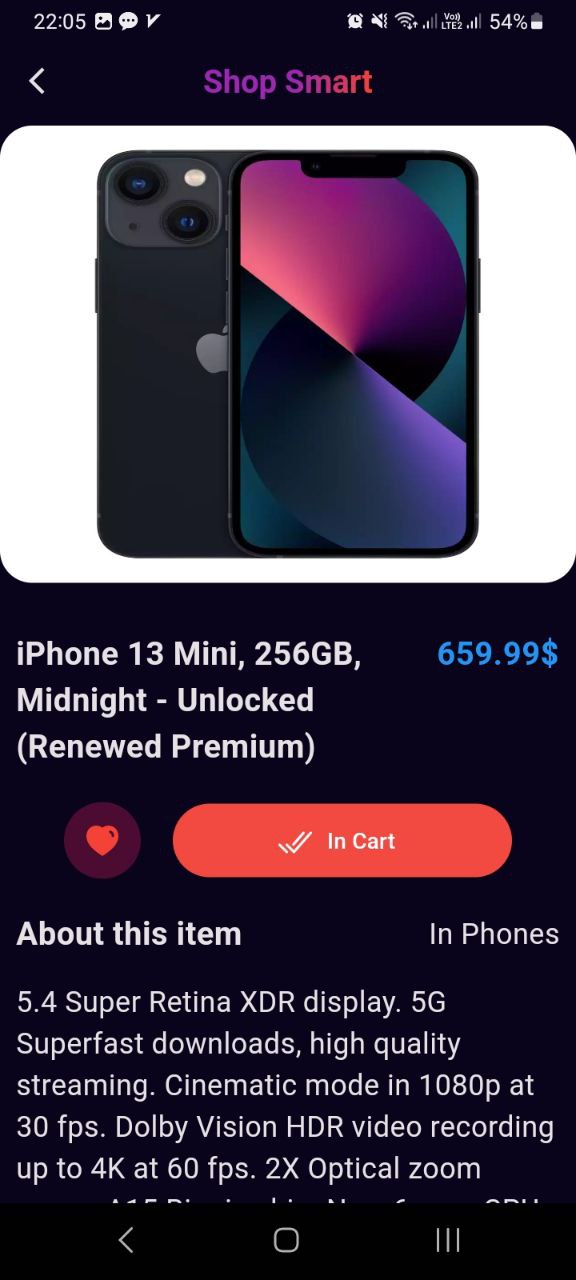 22:05 54%
Vo))
LTE2
Shop Smart
iPhone 13 Mini, 256GB, 659.99$
Midnight - Unlocked
(Renewed Premium)
In Cart
About this item In Phones
5.4 Super Retina XDR display. 5G
Superfast downloads, high quality
streaming. Cinematic mode in 1080p at
30 fps. Dolby Vision HDR video recording
up to 4K at 60 fps. 2X Optical zoom